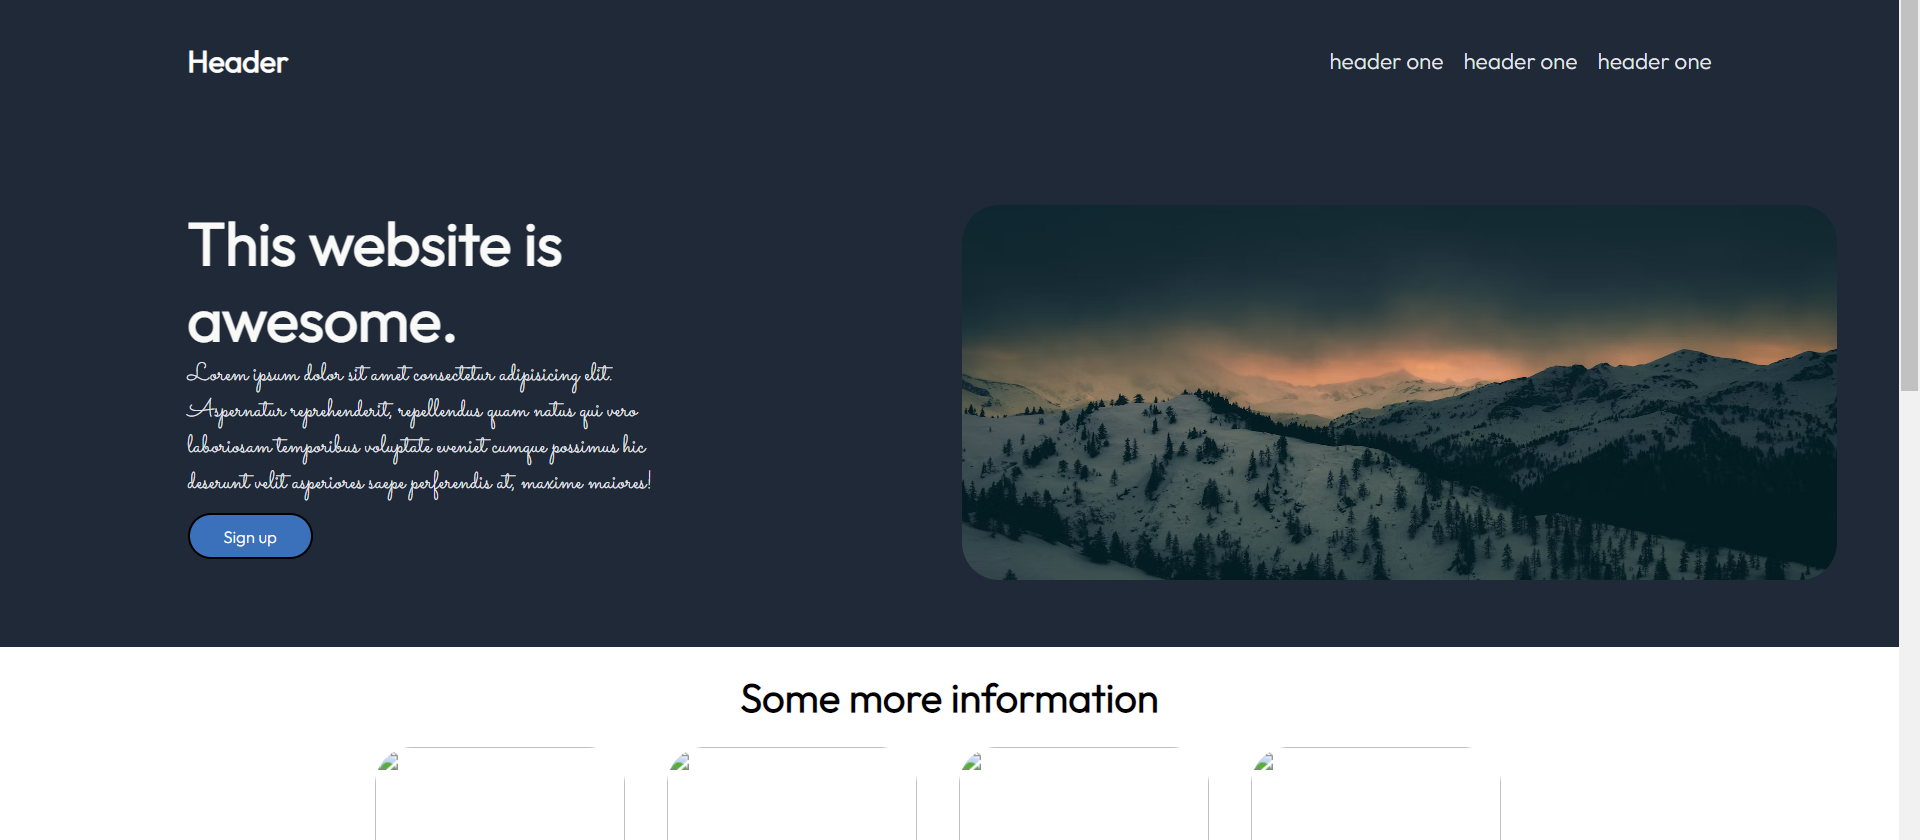 Header
header one header one header one
This website is
awesome.
Lorem ipsum dolor sit amet consectetur adipisicing elit.
Aspernatur reprehenderit, repellendus quam natus qui vero
laboriosam temporibus voluptate eveniet cumque possimus hic
deserunt velit asperiores saepe perferendis at, maxime maiores!
Sign up
Some more information